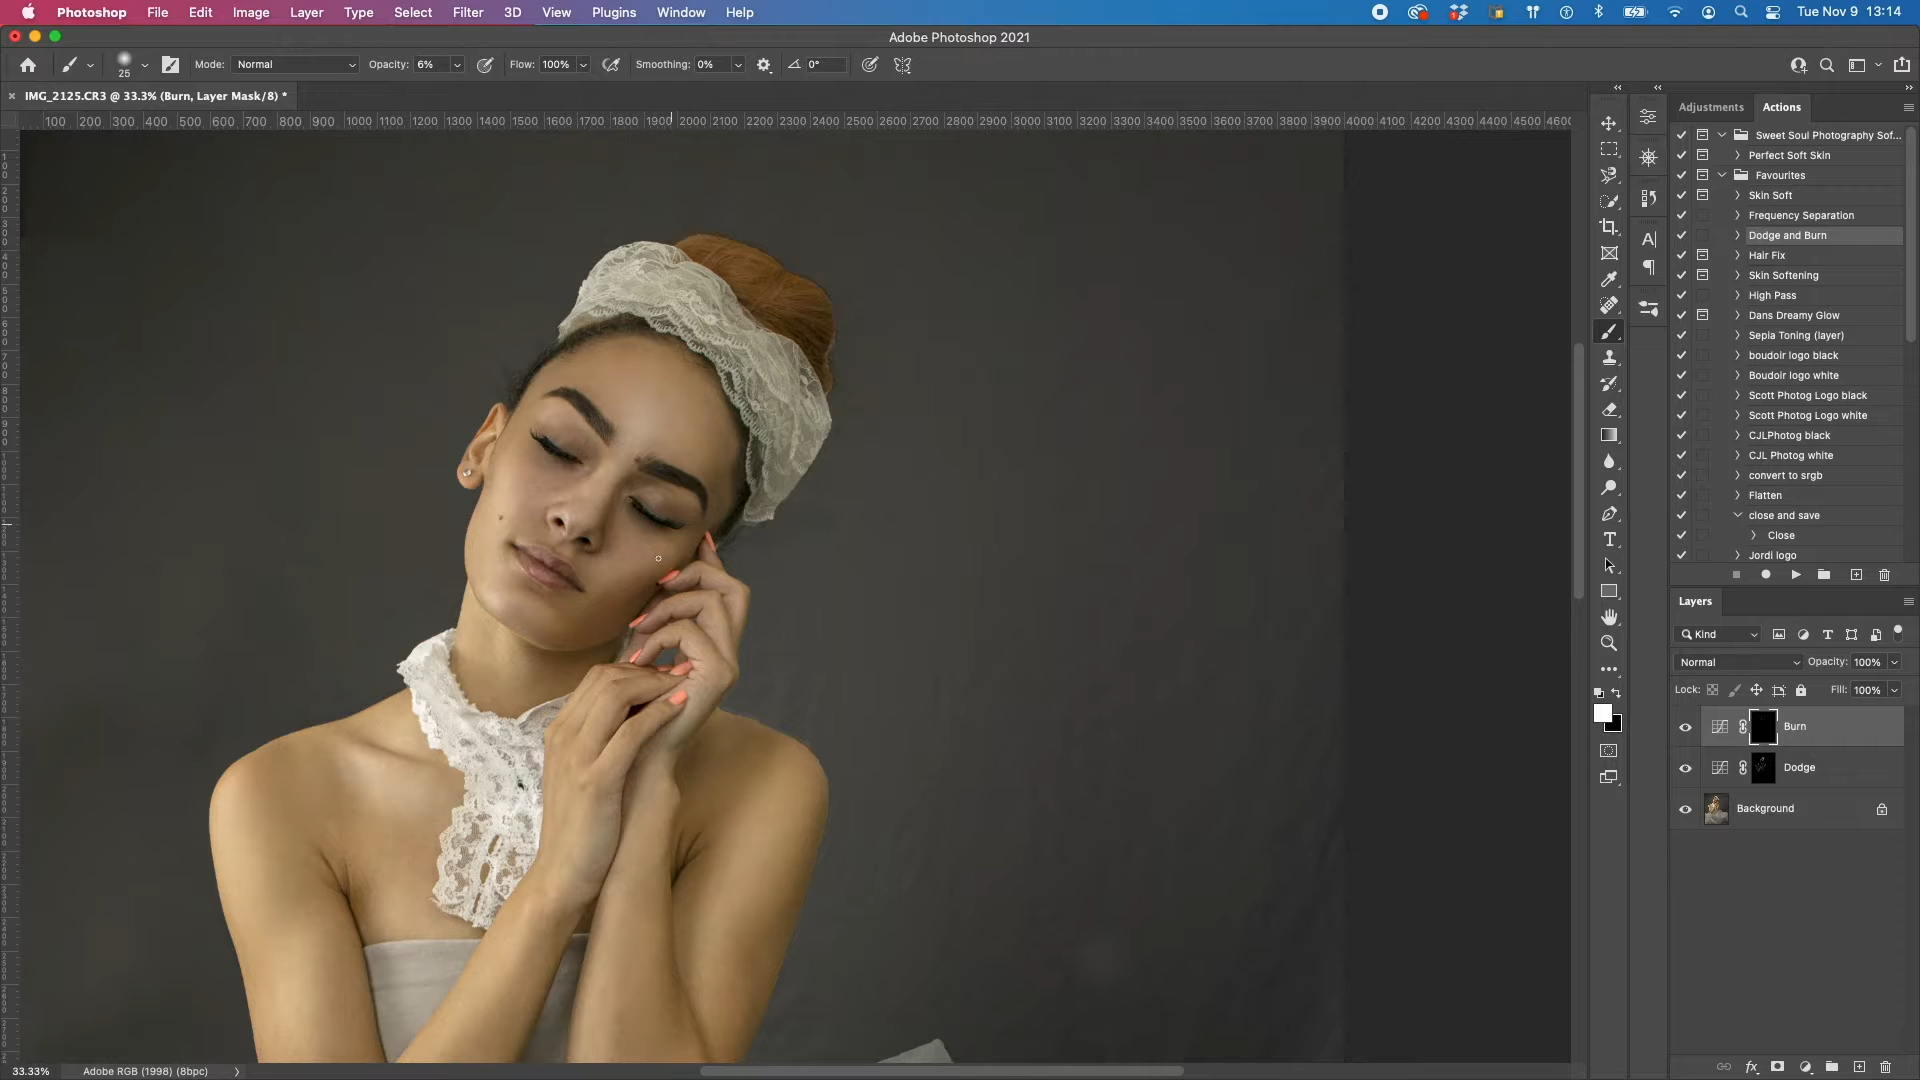 Photoshop File Edit Image Layer Type Select Filter 3D View Plugins Window Help Tue Nov 9 13:14
Adobe Photoshop 2021
25 Mode: Normal Opacity: 6% Flow: 100% Smoothing: 0% 0°
× IMG_2125.CR3 @ 33.3% (Burn, Layer Mask/8) *
100 200 300 400 500 600 700 800 900 1000 1100 1200 1300 1400 1500 1600 1700 1800 1900 2000 2100 2200 2300 2400 2500 2600 2700 2800 2900 3000 3100 3200 3300 3400 3500 3600 3700 3800 3900 4000 4100 4200 4300 4400 4500 4600
Adjustments Actions
Sweet Soul Photography Sof...
Perfect Soft Skin
Favourites
Skin Soft
Frequency Separation
Dodge and Burn
Hair Fix
Skin Softening
High Pass
Dans Dreamy Glow
Sepia Toning (layer)
boudoir logo black
Boudoir logo white
Scott Photog Logo black
Scott Photog Logo white
CJLPhotog black
CJL Photog white
convert to srgb
Flatten
close and save
Close
Jordi logo
Layers
Kind
Normal Opacity: 100%
Lock: Fill: 100%
Burn
Dodge
Background
33.33% Adobe RGB (1998) (8bpc)